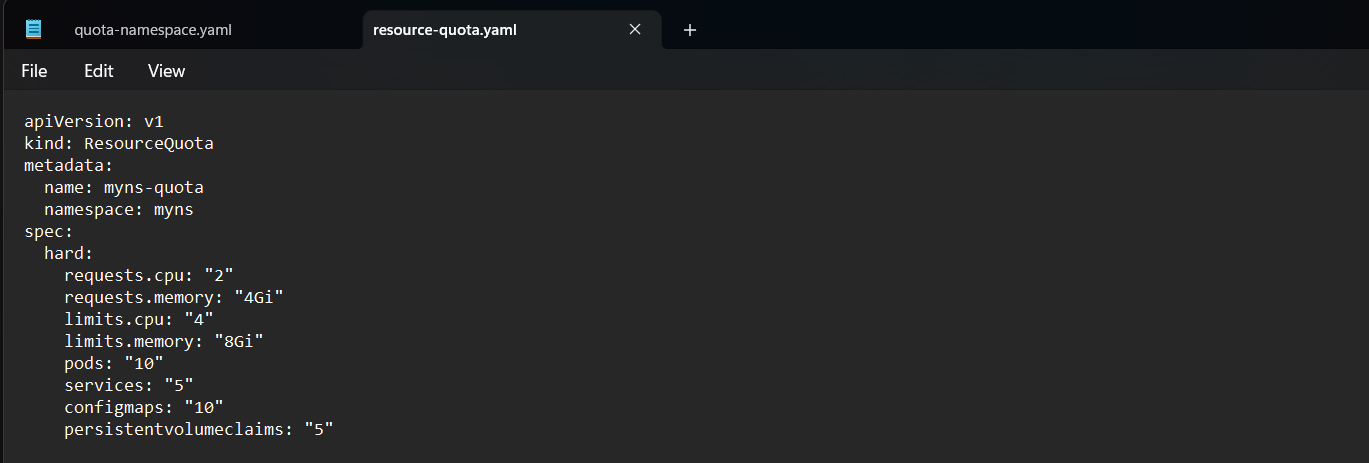 quota-namespace.yaml
resource-quota.yaml
File Edit View
apiVersion: v1
kind: ResourceQuota
metadata:
  name: myns-quota
  namespace: myns
spec:
  hard:
    requests.cpu: "2"
    requests.memory: "4Gi"
    limits.cpu: "4"
    limits.memory: "8Gi"
    pods: "10"
    services: "5"
    configmaps: "10"
    persistentvolumeclaims: "5"